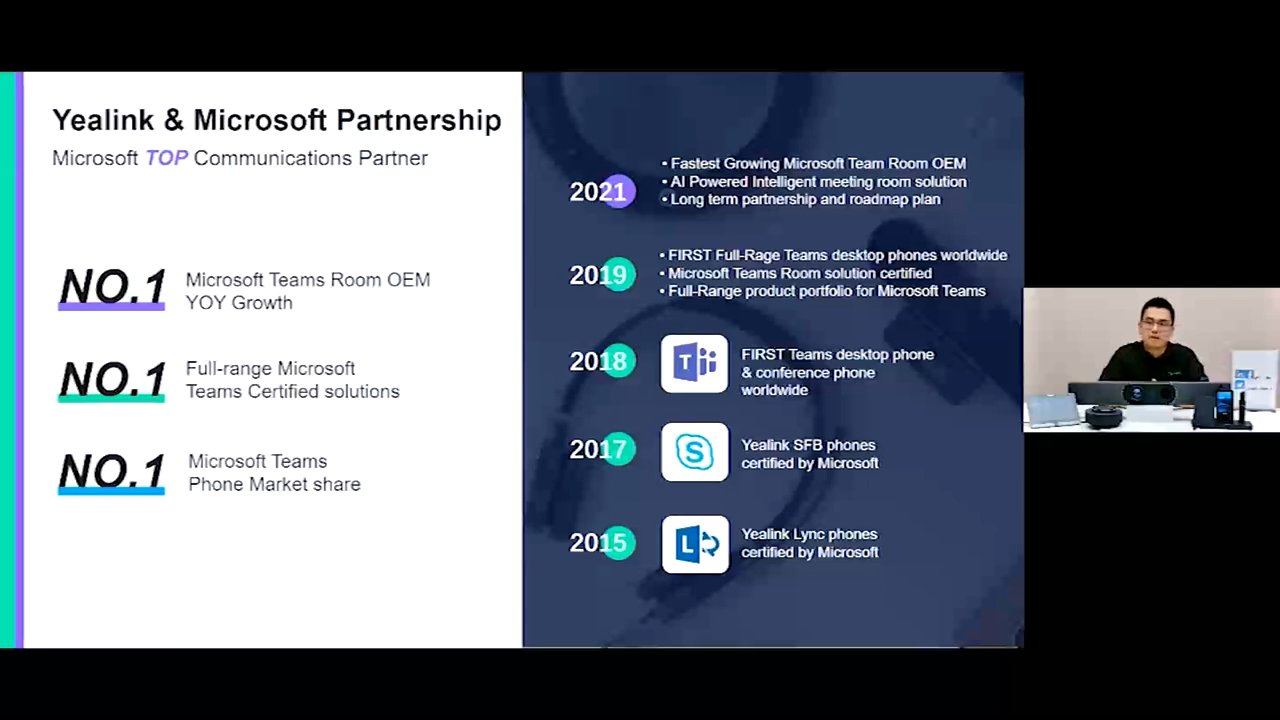 Yealink & Microsoft Partnership
Microsoft TOP Communications Partner
NO.1
Microsoft Teams Room OEM
YOY Growth
NO.1
Full-range Microsoft
Teams Certified solutions
NO.1
Microsoft Teams
Phone Market share
2021
• Fastest Growing Microsoft Team Room OEM
• AI Powered Intelligent meeting room solution
• Long term partnership and roadmap plan
2019
• FIRST Full-Rage Teams desktop phones worldwide
• Microsoft Teams Room solution certified
• Full-Range product portfolio for Microsoft Teams
2018
T
FIRST Teams desktop phone
& conference phone
worldwide
2017
S
Yealink SFB phones
certified by Microsoft
2015
L
Yealink Lync phones
certified by Microsoft